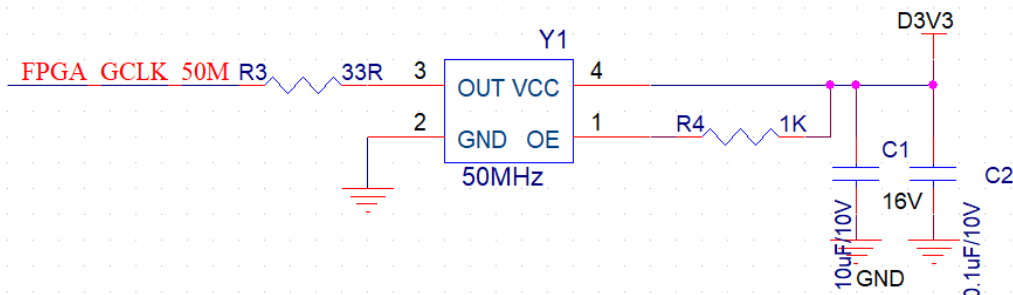 D3V3
Y1
FPGA_GCLK_50M R3 33R 3 OUT VCC 4
2 GND OE 1 R4 1K
50MHz
C1
C2
16V
10uF/10V
0.1uF/10V
GND